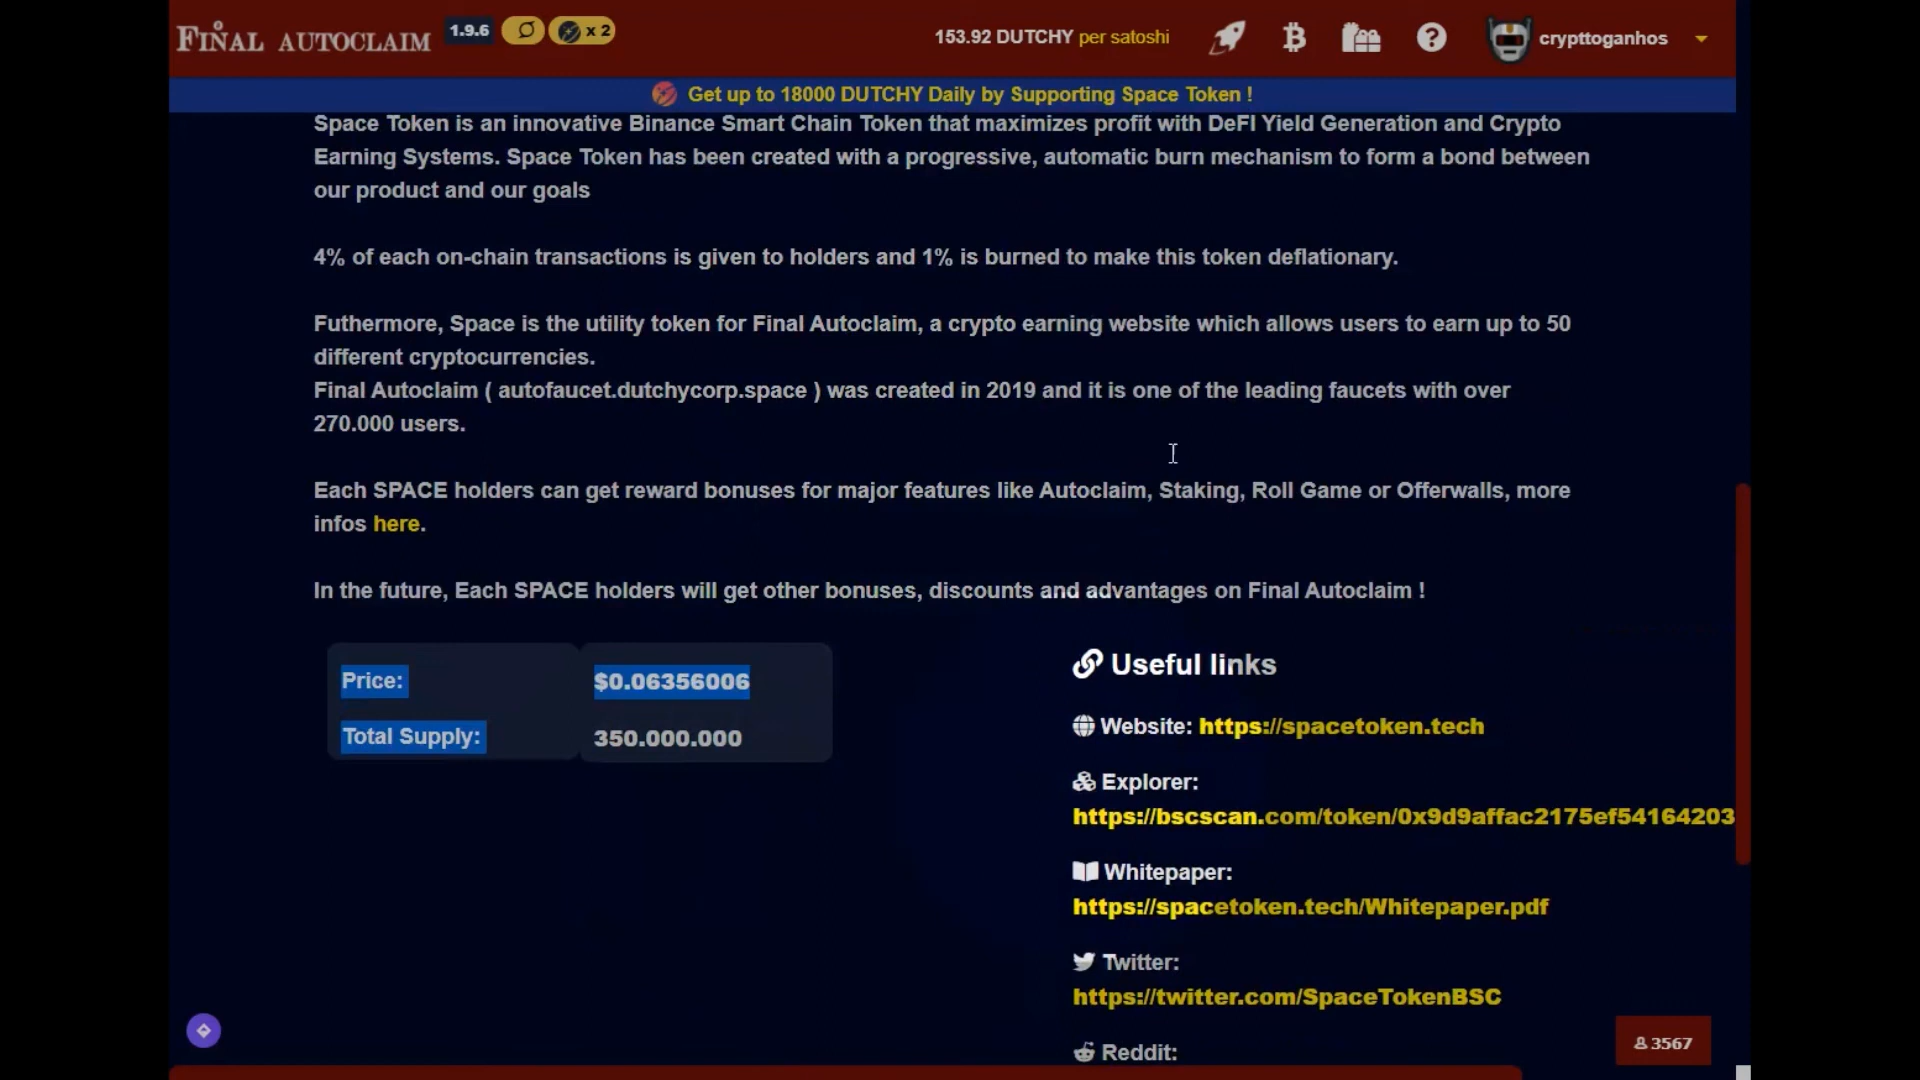 FINAL AUTOCLAIM 1.9.6 x 2 153.92 DUTCHY per satoshi crypttoganhos
Get up to 18000 DUTCHY Daily by Supporting Space Token !
Space Token is an innovative Binance Smart Chain Token that maximizes profit with DeFI Yield Generation and Crypto
Earning Systems. Space Token has been created with a progressive, automatic burn mechanism to form a bond between
our product and our goals
4% of each on-chain transactions is given to holders and 1% is burned to make this token deflationary.
Futhermore, Space is the utility token for Final Autoclaim, a crypto earning website which allows users to earn up to 50
different cryptocurrencies.
Final Autoclaim ( autofaucet.dutchycorp.space ) was created in 2019 and it is one of the leading faucets with over
270.000 users.
Each SPACE holders can get reward bonuses for major features like Autoclaim, Staking, Roll Game or Offerwalls, more
infos here.
In the future, Each SPACE holders will get other bonuses, discounts and advantages on Final Autoclaim !
Price: $0.06356006
Total Supply: 350.000.000
Useful links
Website: https://spacetoken.tech
Explorer:
https://bscscan.com/token/0x9d9affac2175ef54164203
Whitepaper:
https://spacetoken.tech/Whitepaper.pdf
Twitter:
https://twitter.com/SpaceTokenBSC
Reddit:
3567